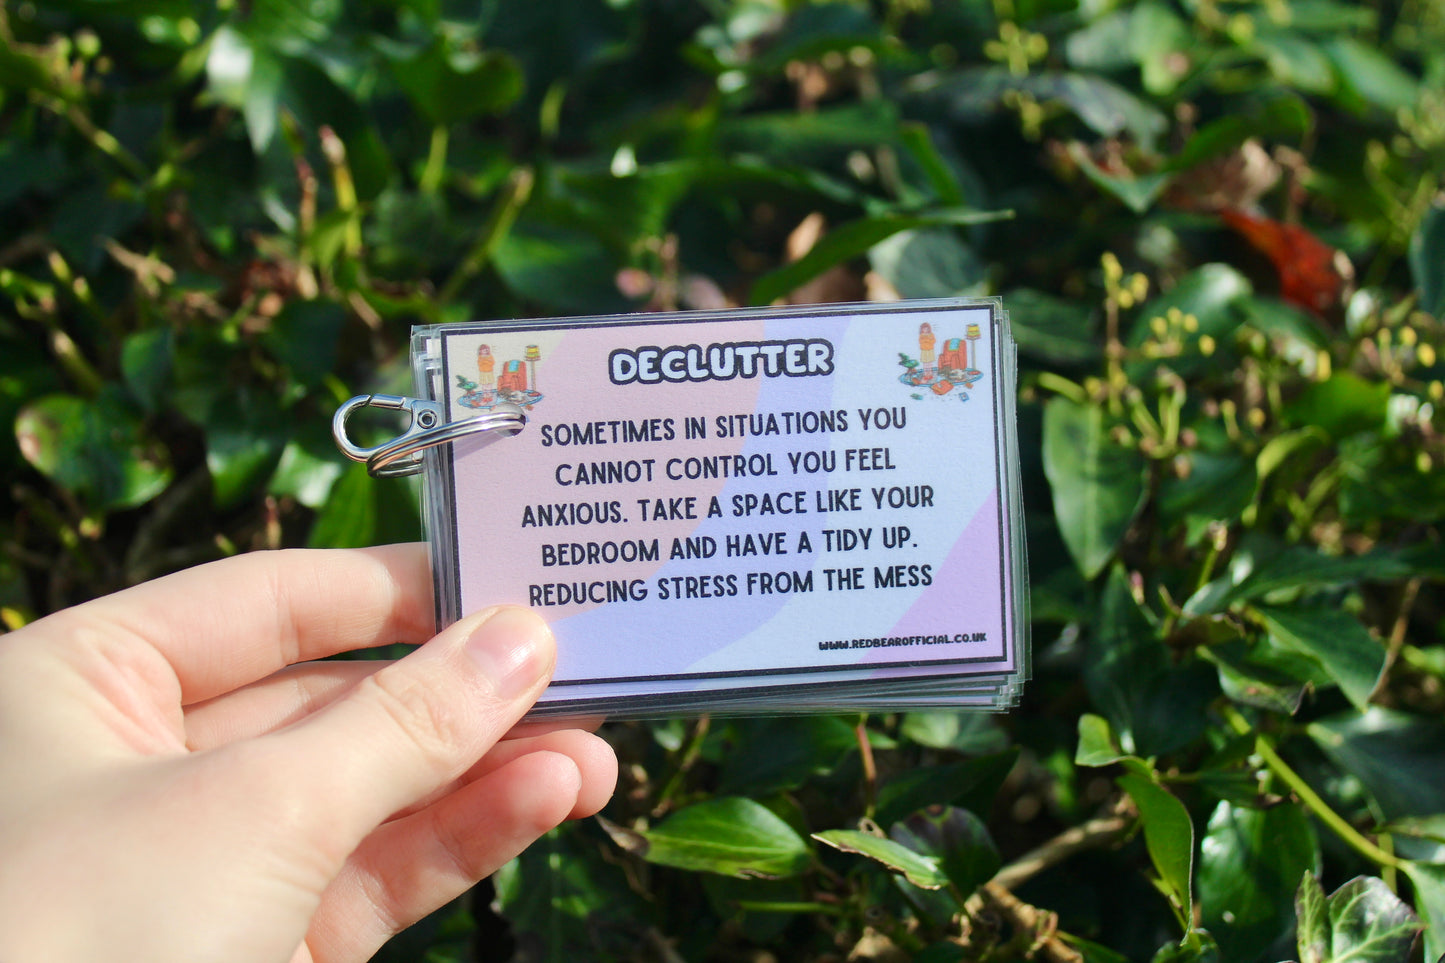 DECLUTTER
SOMETIMES IN SITUATIONS YOU
CANNOT CONTROL YOU FEEL
ANXIOUS. TAKE A SPACE LIKE YOUR
BEDROOM AND HAVE A TIDY UP.
REDUCING STRESS FROM THE MESS
WWW.REDBEAROFFICIAL.CO.UK